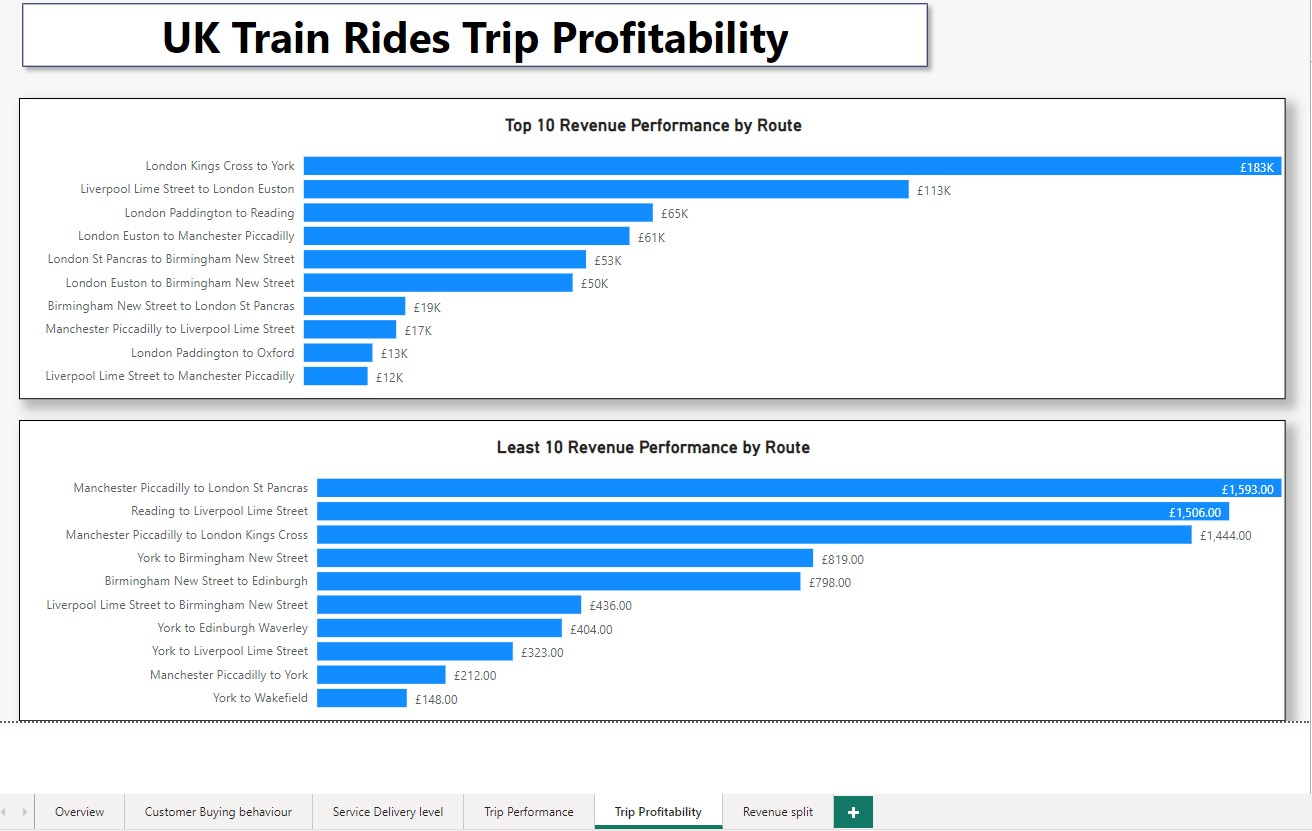 UK Train Rides Trip Profitability
Top 10 Revenue Performance by Route
London Kings Cross to York £183K
Liverpool Lime Street to London Euston £113K
London Paddington to Reading £65K
London Euston to Manchester Piccadilly £61K
London St Pancras to Birmingham New Street £53K
London Euston to Birmingham New Street £50K
Birmingham New Street to London St Pancras £19K
Manchester Piccadilly to Liverpool Lime Street £17K
London Paddington to Oxford £13K
Liverpool Lime Street to Manchester Piccadilly £12K
Least 10 Revenue Performance by Route
Manchester Piccadilly to London St Pancras £1,593.00
Reading to Liverpool Lime Street £1,506.00
Manchester Piccadilly to London Kings Cross £1,444.00
York to Birmingham New Street £819.00
Birmingham New Street to Edinburgh £798.00
Liverpool Lime Street to Birmingham New Street £436.00
York to Edinburgh Waverley £404.00
York to Liverpool Lime Street £323.00
Manchester Piccadilly to York £212.00
York to Wakefield £148.00
Overview Customer Buying behaviour Service Delivery level Trip Performance Trip Profitability Revenue split +